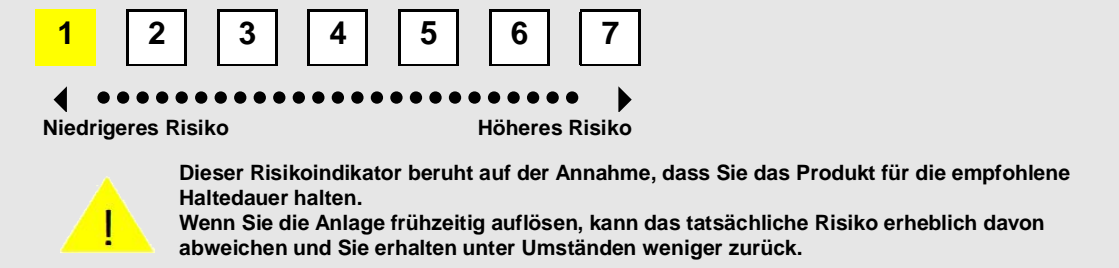 1 2 3 4 5 6 7
Niedrigeres Risiko Höheres Risiko
Dieser Risikoindikator beruht auf der Annahme, dass Sie das Produkt für die empfohlene
Haltedauer halten.
!
Wenn Sie die Anlage frühzeitig auflösen, kann das tatsächliche Risiko erheblich davon
abweichen und Sie erhalten unter Umständen weniger zurück.